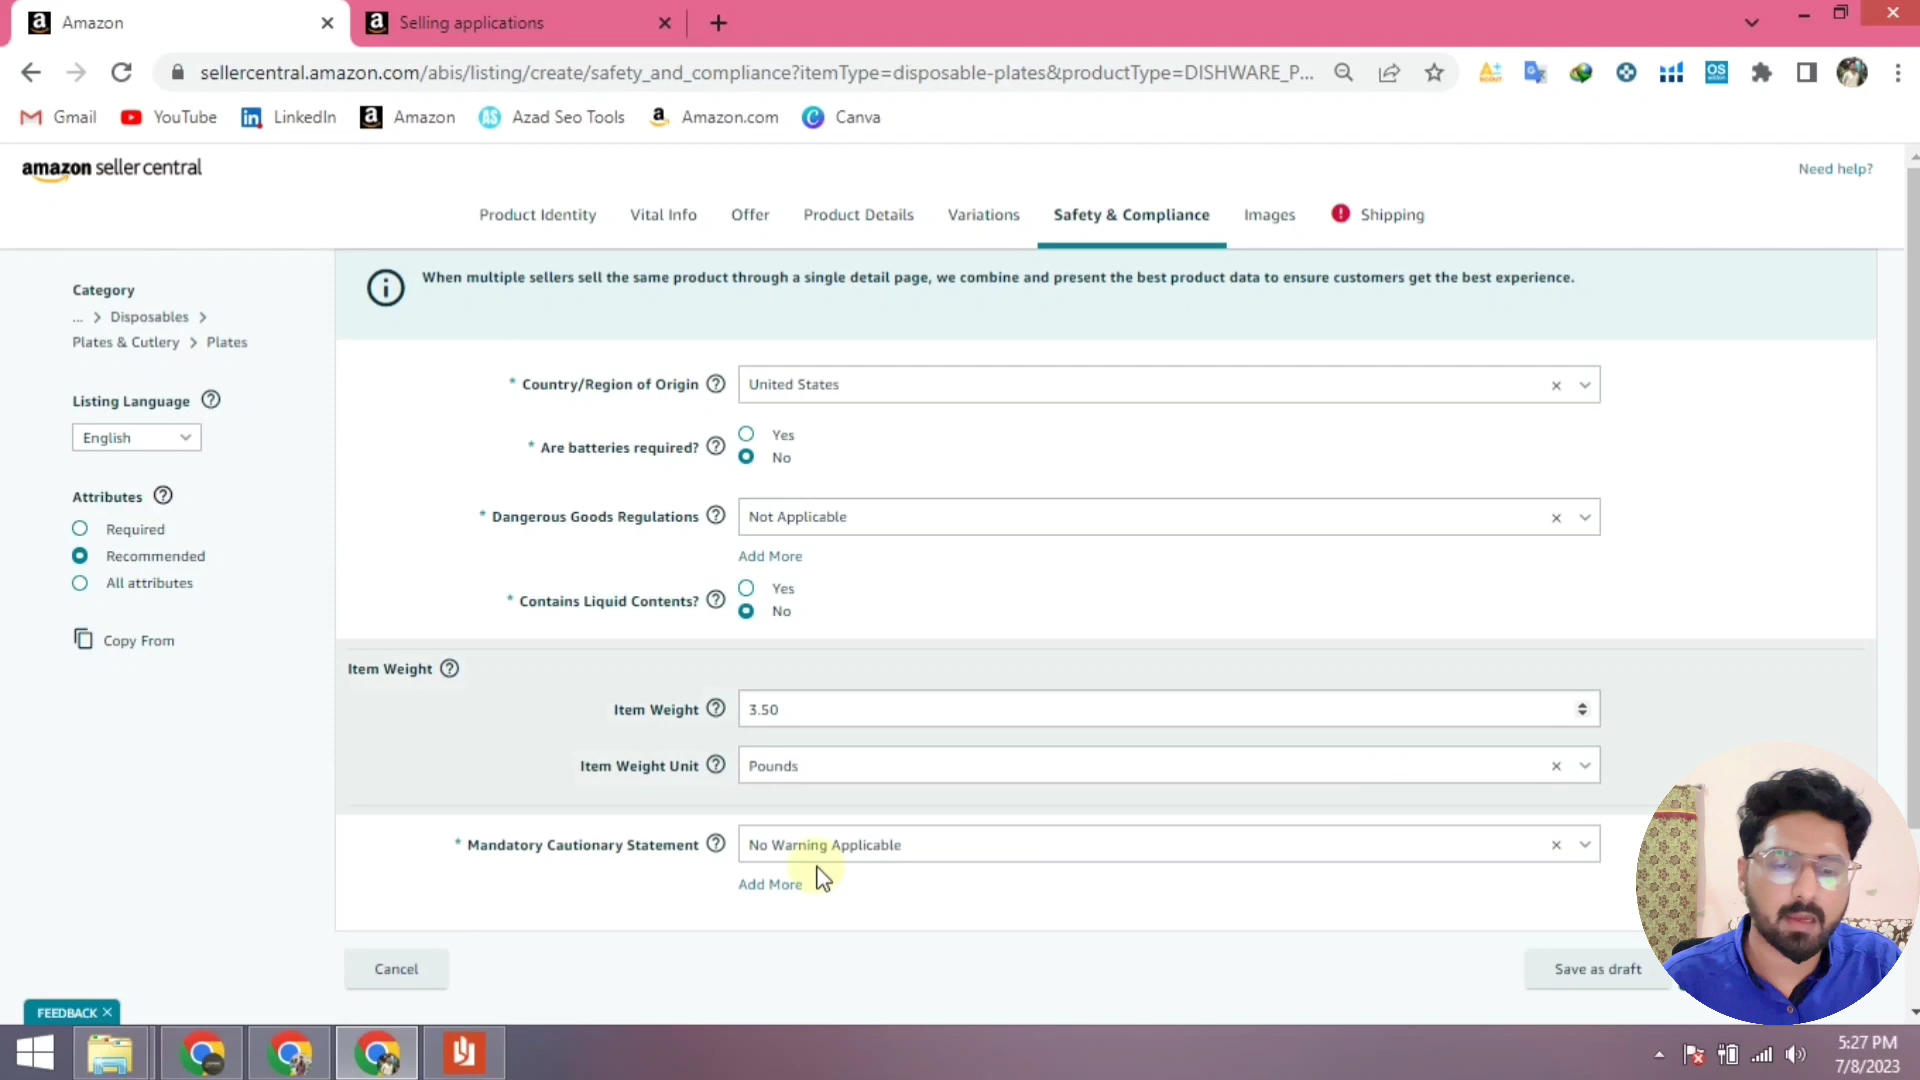 Amazon
Selling applications
sellercentral.amazon.com/abis/listing/create/safety_and_compliance?itemType=disposable-plates&productType=DISHWARE_P...
Gmail
YouTube
LinkedIn
Amazon
Azad Seo Tools
Amazon.com
Canva
amazon seller central
Need help?
Product Identity
Vital Info
Offer
Product Details
Variations
Safety & Compliance
Images
Shipping
Category
... > Disposables >
Plates & Cutlery > Plates
Listing Language
English
Attributes
Required
Recommended
All attributes
Copy From
When multiple sellers sell the same product through a single detail page, we combine and present the best product data to ensure customers get the best experience.
* Country/Region of Origin
United States
* Are batteries required?
Yes
No
* Dangerous Goods Regulations
Not Applicable
Add More
* Contains Liquid Contents?
Yes
No
Item Weight
Item Weight
3.50
Item Weight Unit
Pounds
* Mandatory Cautionary Statement
No Warning Applicable
Add More
Cancel
Save as draft
FEEDBACK
5:27 PM
7/8/2023